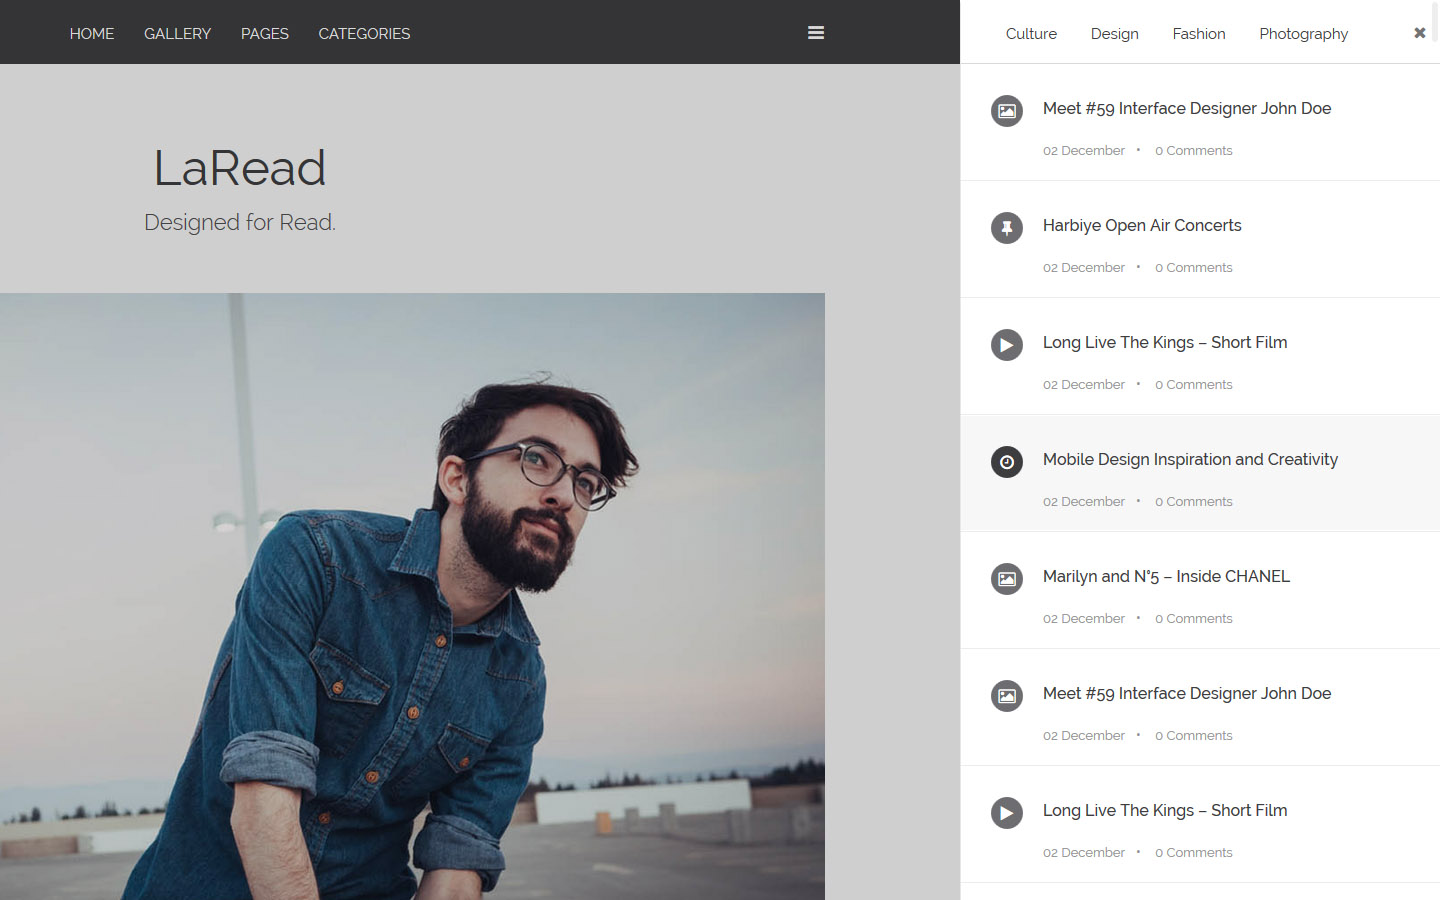 HOME GALLERY PAGES CATEGORIES
LaRead
Designed for Read.
Culture Design Fashion Photography
Meet #59 Interface Designer John Doe
02 December • 0 Comments
Harbiye Open Air Concerts
02 December • 0 Comments
Long Live The Kings – Short Film
02 December • 0 Comments
Mobile Design Inspiration and Creativity
02 December • 0 Comments
Marilyn and N°5 – Inside CHANEL
02 December • 0 Comments
Meet #59 Interface Designer John Doe
02 December • 0 Comments
Long Live The Kings – Short Film
02 December • 0 Comments